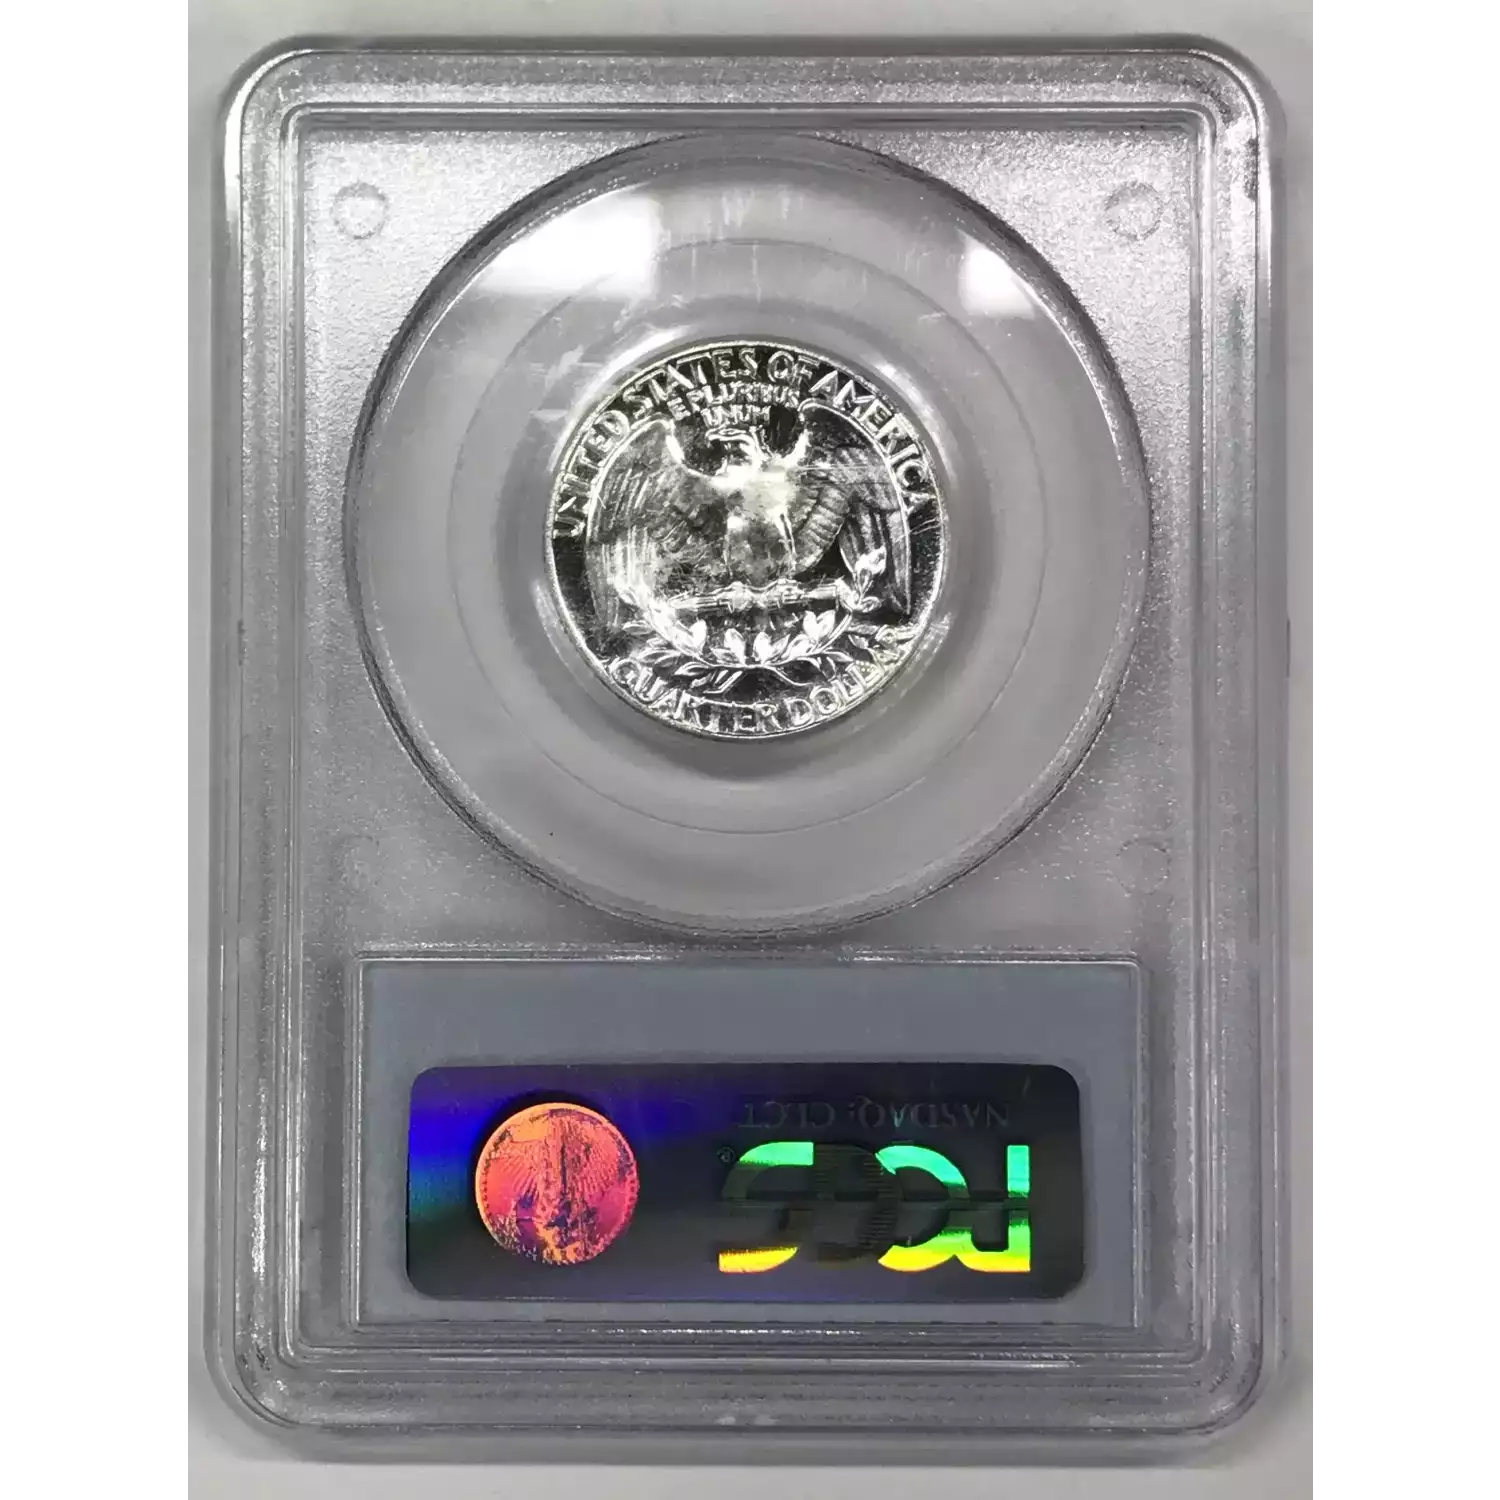 UNITED STATES OF AMERICA
E PLURIBUS
UNUM
QUARTER DOLLAR
NASDAQ: CLCT
PCGS®